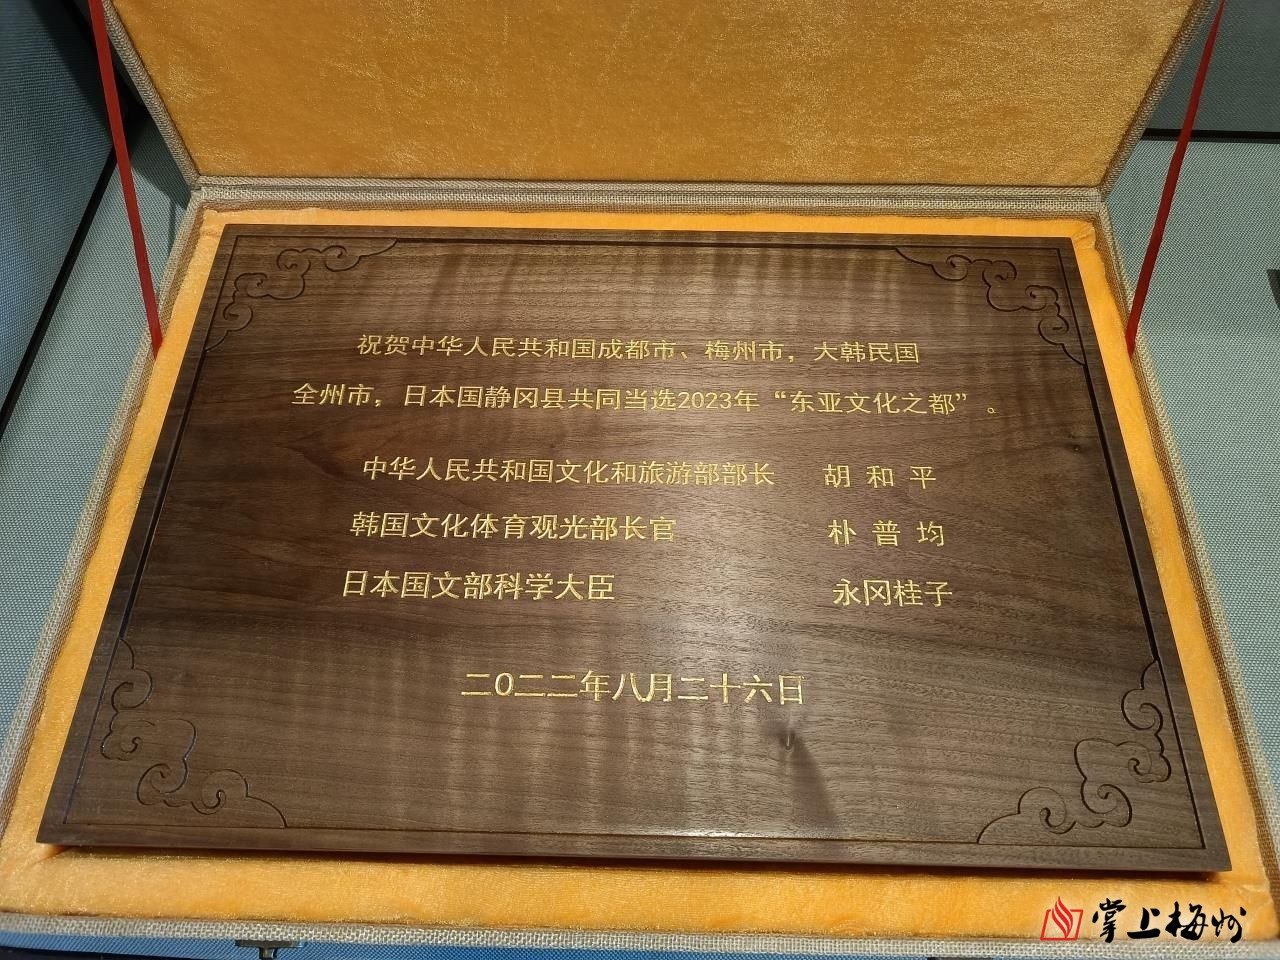 祝贺中华人民共和国成都市、梅州市，大韩民国
全州市，日本国静冈县共同当选2023年“东亚文化之都”。
中华人民共和国文化和旅游部部长 胡和平
韩国文化体育观光部长官 朴普均
日本国文部科学大臣 永冈桂子
二〇二二年八月二十六日
掌上梅州